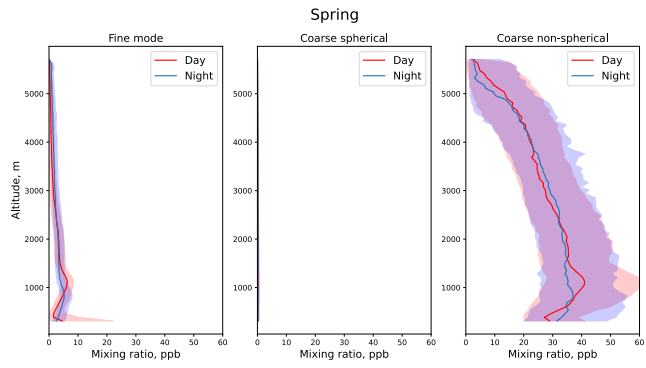 Spring
Fine mode
Coarse spherical
Coarse non-spherical
Day
Night
Day
Night
Day
Night
Altitude, m
5000
4000
3000
2000
1000
0 10 20 30 40 50 60
Mixing ratio, ppb
5000
4000
3000
2000
1000
0 10 20 30 40 50 60
Mixing ratio, ppb
5000
4000
3000
2000
1000
0 10 20 30 40 50 60
Mixing ratio, ppb